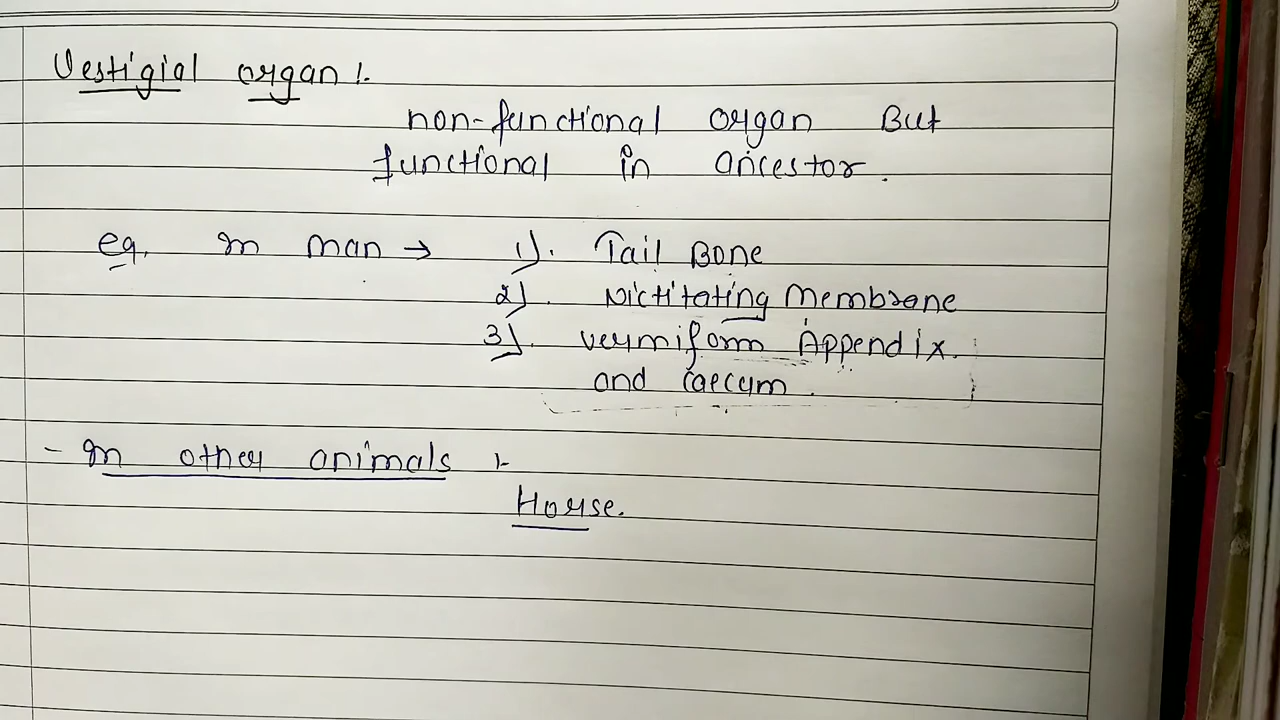 Vestigial organ :-
non-functional organ But
functional in ancestor.
eg. In man → 1). Tail Bone
2). Nictitating Membrane
3). vermiform Appendix.
and Caecum.
- In other animals :-
Horse.